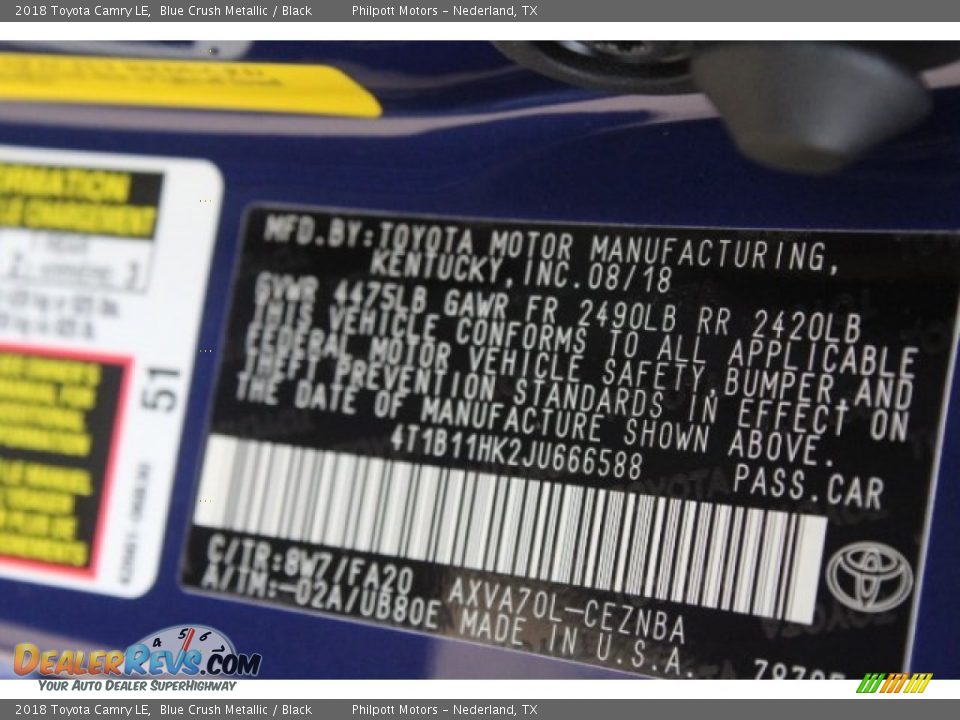 2018 Toyota Camry LE, Blue Crush Metallic / Black Philpott Motors - Nederland, TX
MFD.BY:TOYOTA MOTOR MANUFACTURING,
KENTUCKY,INC.08/18
GVWR 4475LB GAWR FR 2490LB RR 2420LB
THIS VEHICLE CONFORMS TO ALL APPLICABLE
FEDERAL MOTOR VEHICLE SAFETY,BUMPER,AND
THEFT PREVENTION STANDARDS IN EFFECT ON
THE DATE OF MANUFACTURE SHOWN ABOVE.
4T1B11HK2JU666588
PASS.CAR
C/TR:8W7/FA20 AXVA70L-CEZNBA
A/TM:-02A/UB80E MADE IN U.S.A.
51
4 5 6
DEALERREVS.COM
YOUR AUTO DEALER SUPERHIGHWAY
2018 Toyota Camry LE, Blue Crush Metallic / Black Philpott Motors - Nederland, TX